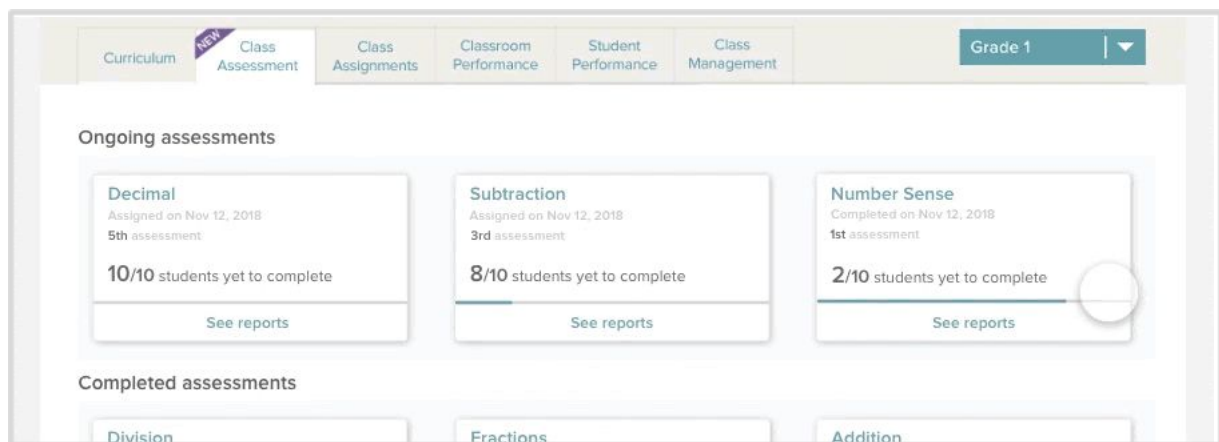 Curriculum
NEW
Class
Assessment
Class
Assignments
Classroom
Performance
Student
Performance
Class
Management
Grade 1
Ongoing assessments
Decimal
Assigned on Nov 12, 2018
5th assessment
10/10 students yet to complete
See reports
Subtraction
Assigned on Nov 12, 2018
3rd assessment
8/10 students yet to complete
See reports
Number Sense
Completed on Nov 12, 2018
1st assessment
2/10 students yet to complete
See reports
Completed assessments
Division
Fractions
Addition